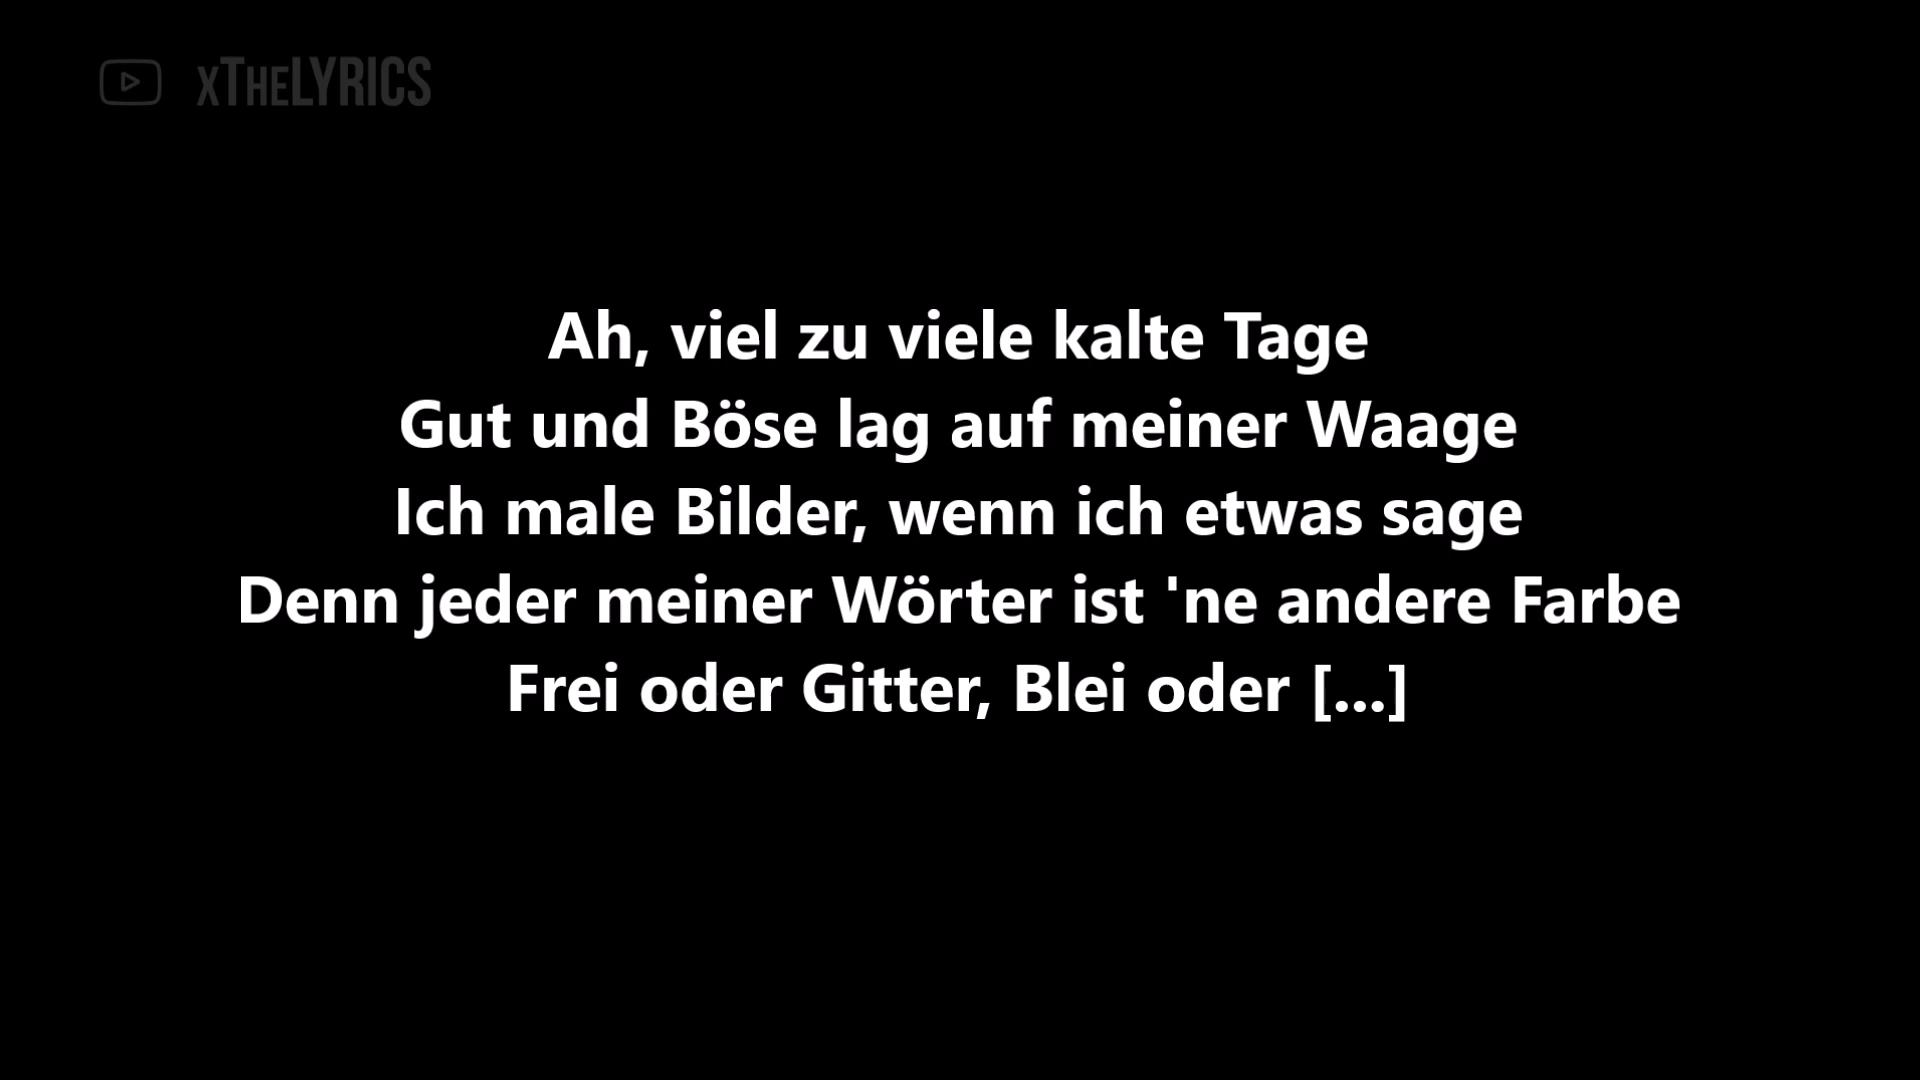 xTheLYRICS
Ah, viel zu viele kalte Tage
Gut und Böse lag auf meiner Waage
Ich male Bilder, wenn ich etwas sage
Denn jeder meiner Wörter ist 'ne andere Farbe
Frei oder Gitter, Blei oder [...]